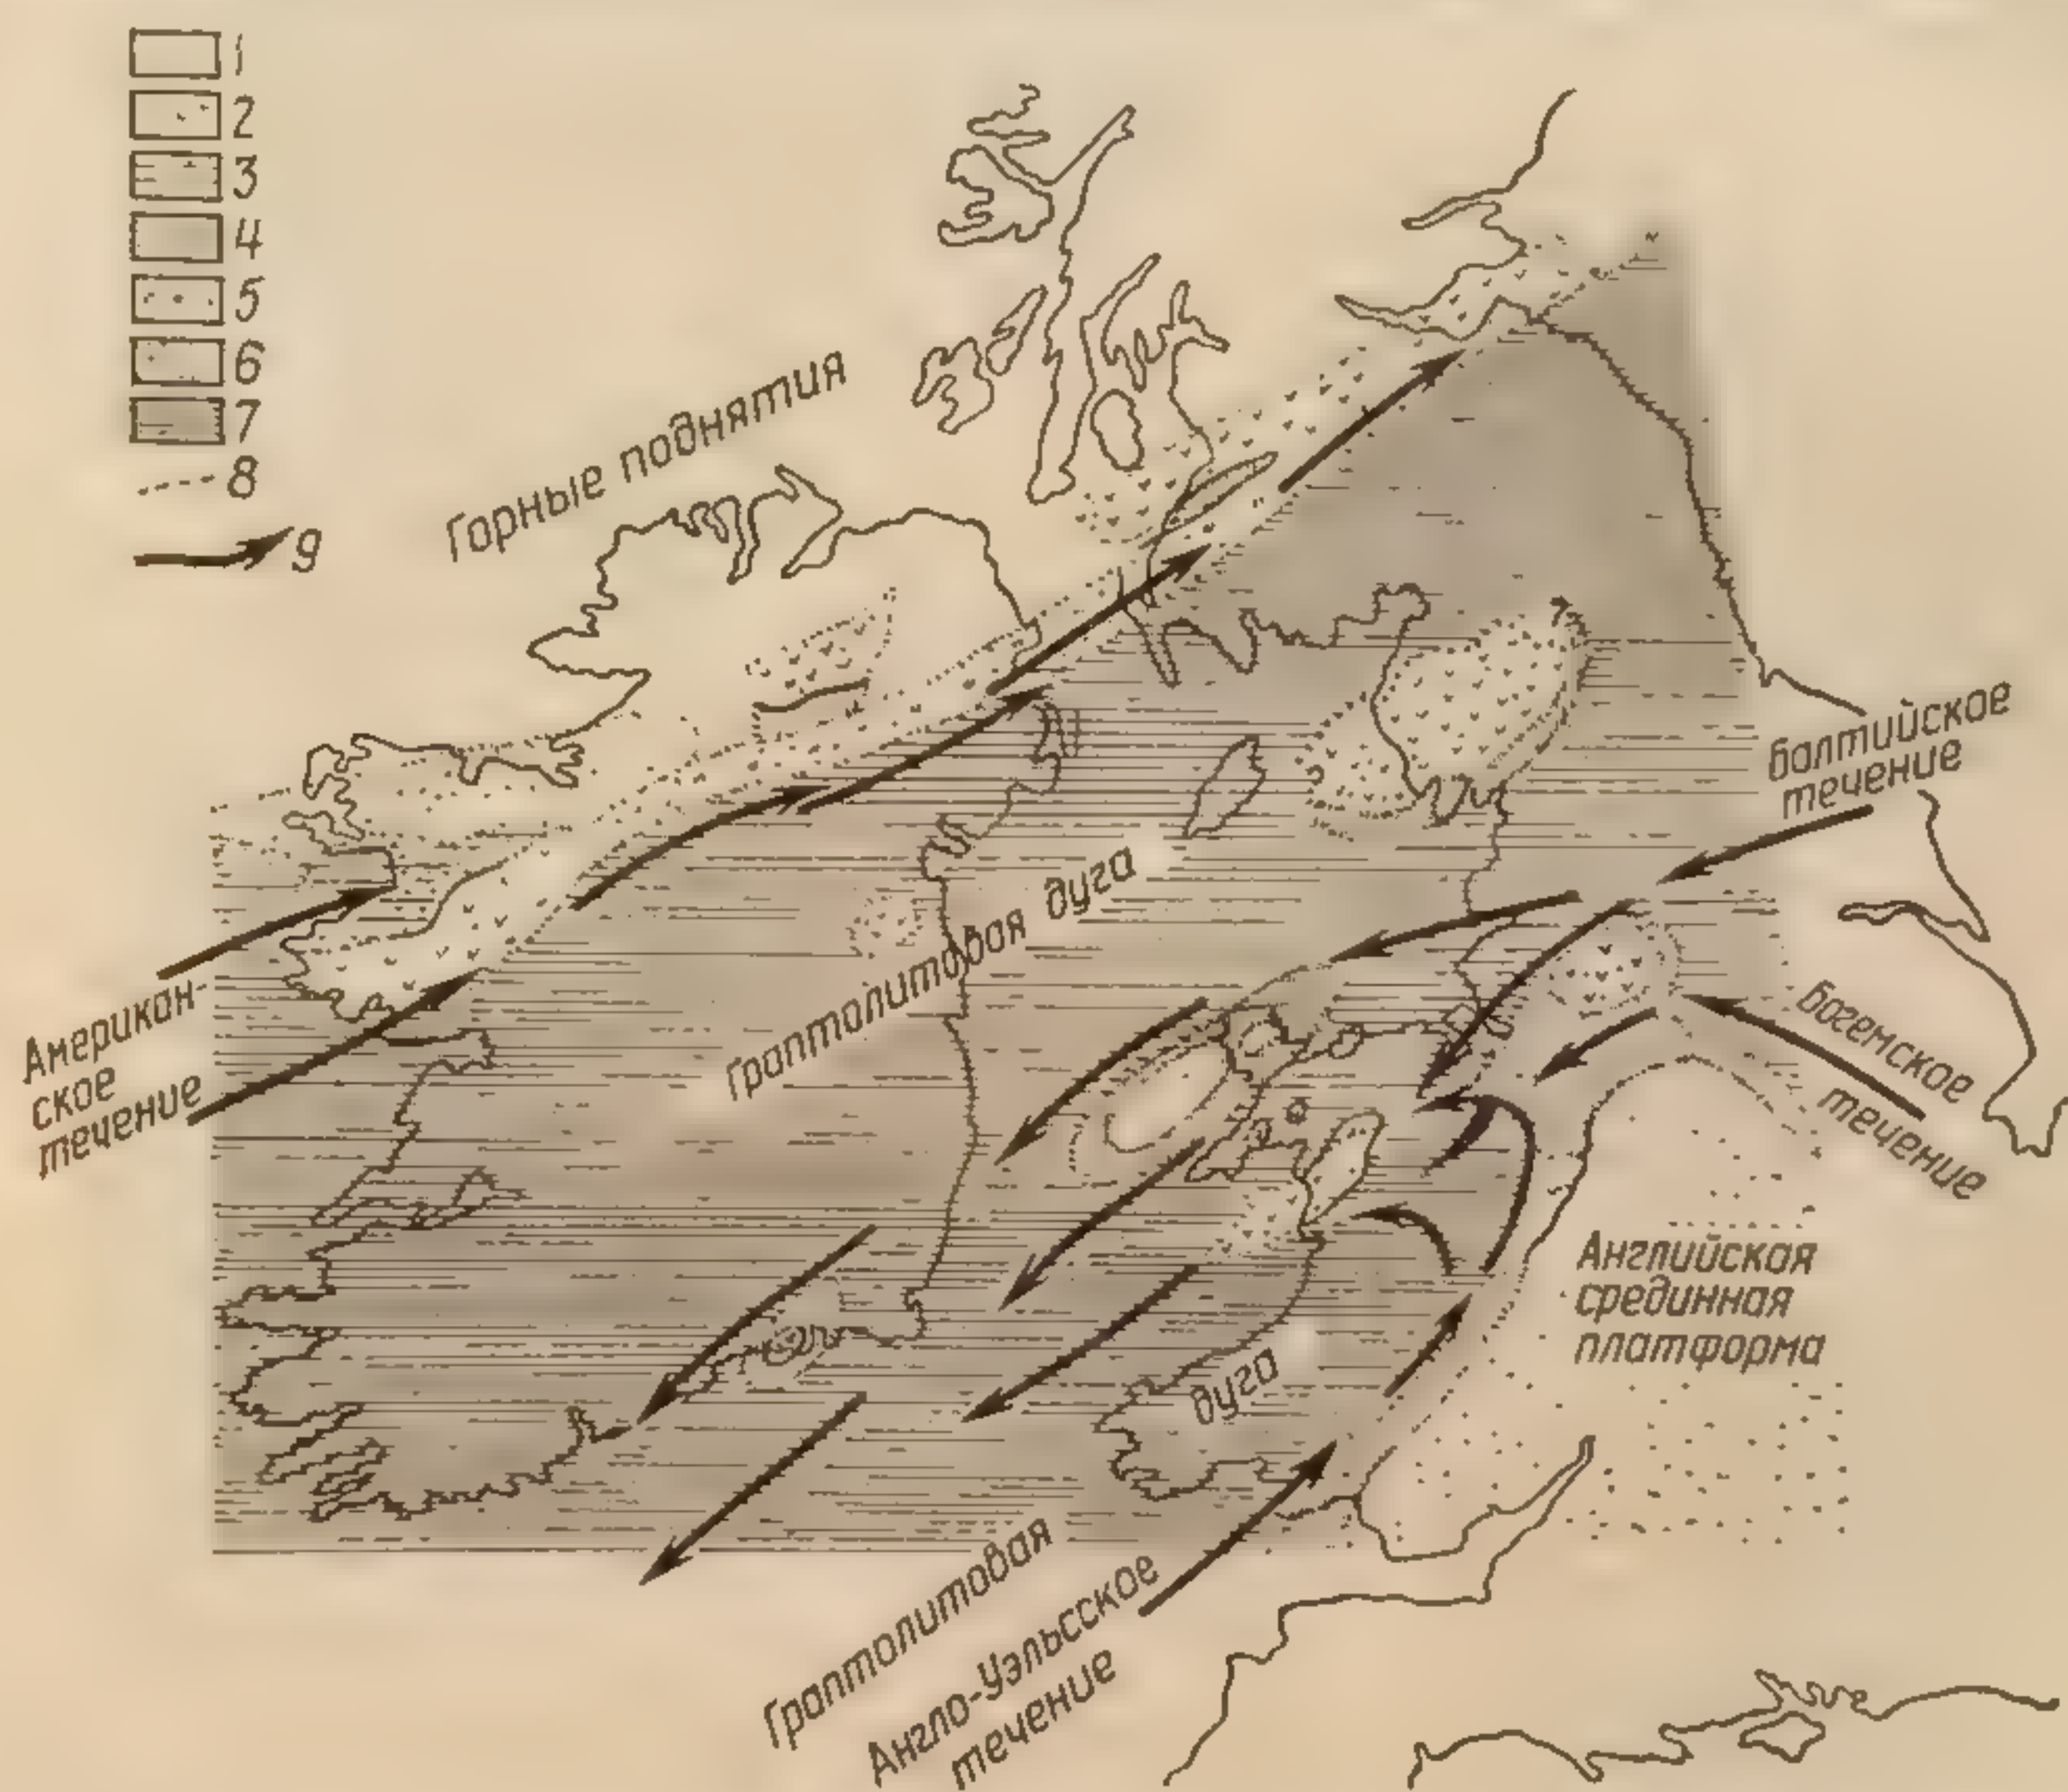 1
2
3
4
5
6
7
8
9
Горные поднятия
Балтийское
течение
Граптолитовая дуга
Американ-
ское
течение
Богемское
течение
Английская
срединная
платформа
дуга
Граптолитовая
Англо-Уэльсское
течение